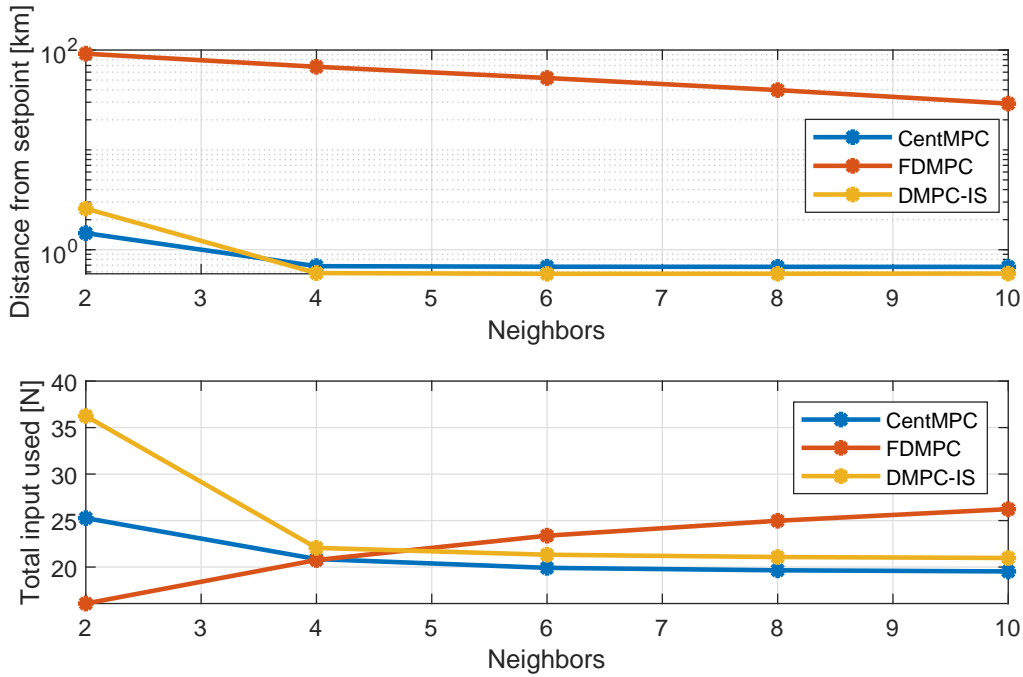 Distance from setpoint [km]
10^2
10^0
CentMPC
FDMPC
DMPC-IS
2 3 4 5 6 7 8 9 10
Neighbors
Total input used [N]
40
35
30
25
20
CentMPC
FDMPC
DMPC-IS
2 3 4 5 6 7 8 9 10
Neighbors